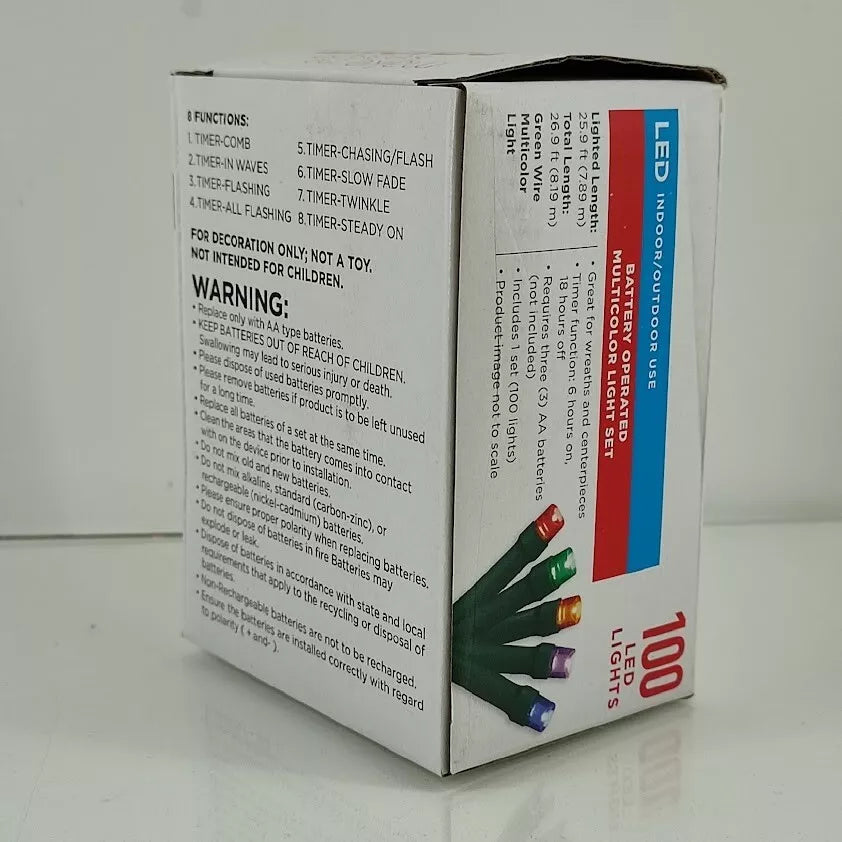 8 FUNCTIONS:
1. TIMER-COMB
2.TIMER-IN WAVES
3.TIMER-FLASHING
4.TIMER-ALL FLASHING
5.TIMER-CHASING/FLASH
6.TIMER-SLOW FADE
7. TIMER-TWINKLE
8.TIMER-STEADY ON
FOR DECORATION ONLY; NOT A TOY.
NOT INTENDED FOR CHILDREN.
WARNING:
• Replace only with AA type batteries.
• KEEP BATTERIES OUT OF REACH OF CHILDREN.
Swallowing may lead to serious injury or death.
• Please dispose of used batteries promptly.
• Please remove batteries if product is to be left unused
for a long time.
• Replace all batteries of a set at the same time.
• Clean the areas that the battery comes into contact
with on the device prior to installation.
• Do not mix old and new batteries.
• Do not mix alkaline, standard (carbon-zinc), or
rechargeable (nickel-cadmium) batteries.
• Please ensure proper polarity when replacing batteries.
• Do not dispose of batteries in fire Batteries may
explode or leak.
• Dispose of batteries in accordance with state and local
requirements that apply to the recycling or disposal of
batteries.
• Non-Rechargeable batteries are not to be recharged.
• Ensure the batteries are installed correctly with regard
to polarity ( + and- ).
LED INDOOR/OUTDOOR USE
BATTERY OPERATED
MULTICOLOR LIGHT SET
Lighted Length:
25.9 ft (7.89 m)
Total Length:
26.9 ft (8.19 m)
Green Wire
Multicolor
Light
• Great for wreaths and centerpieces
• Timer function: 6 hours on,
18 hours off
• Requires three (3) AA batteries
(not included)
• Includes 1 set (100 lights)
• Product image not to scale
100
LED
LIGHTS